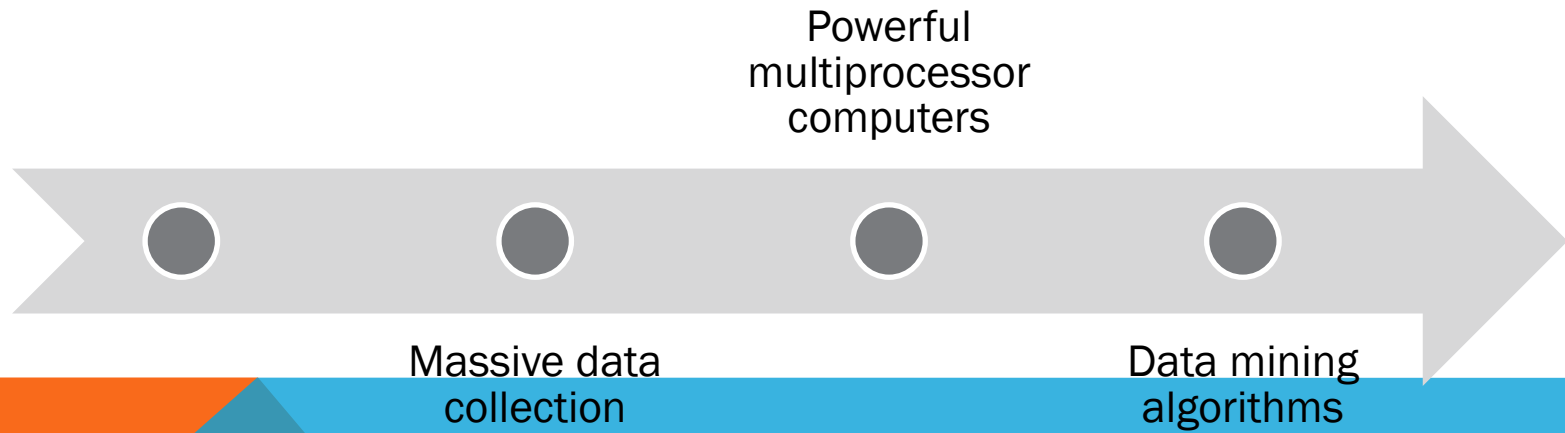 Powerful
multiprocessor
computers
Massive data
collection
Data mining
algorithms